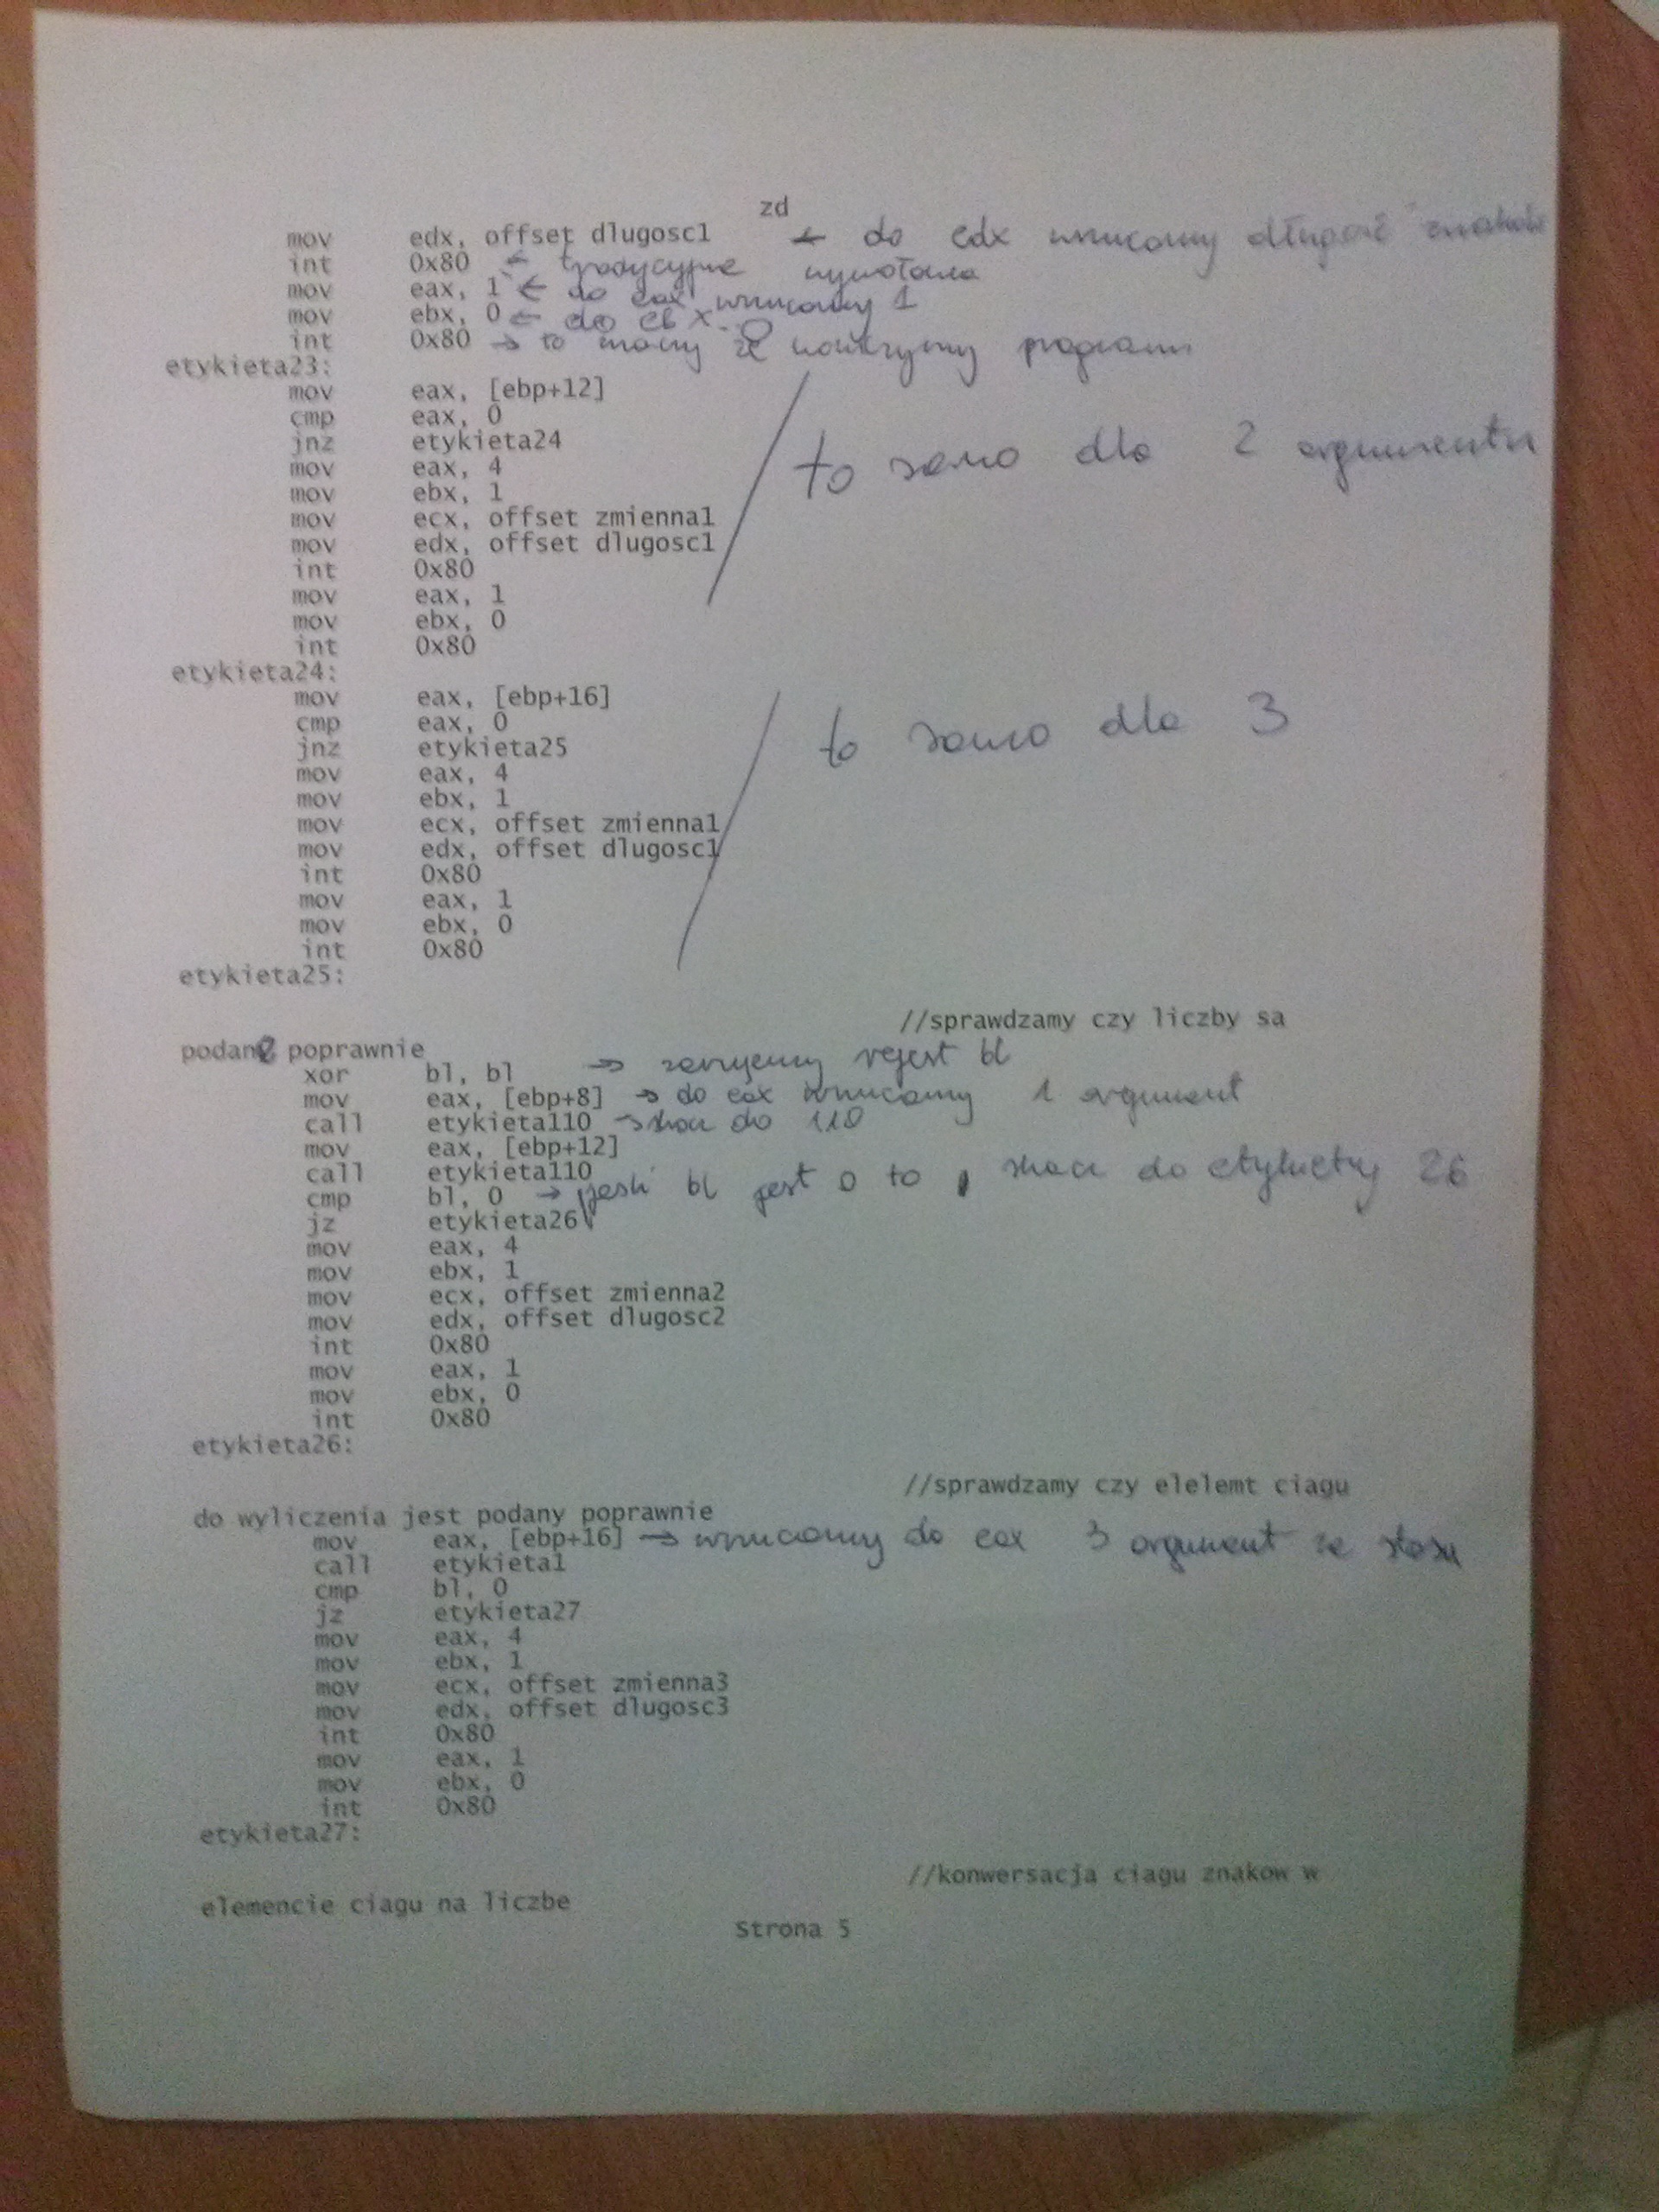 zd
mov edx, offset dlugosc1 ← do edx wrzucamy długość znaków
int 0x80 ← tradycyjne wywołanie
mov eax, 1 ← do eax wrzucamy 1
mov ebx, 0 ← do ebx 0
int 0x80 → to znaczy że kończymy program
etykieta23:
mov eax, [ebp+12]
cmp eax, 0
jnz etykieta24
mov eax, 4 to samo dla 2 argumentu
mov ebx, 1
mov ecx, offset zmienna1
mov edx, offset dlugosc1
int 0x80
mov eax, 1
mov ebx, 0
int 0x80
etykieta24:
mov eax, [ebp+16]
cmp eax, 0
jnz etykieta25 to samo dla 3
mov eax, 4
mov ebx, 1
mov ecx, offset zmienna1
mov edx, offset dlugosc1
int 0x80
mov eax, 1
mov ebx, 0
int 0x80
etykieta25:
//sprawdzamy czy liczby sa
podane poprawnie
xor bl, bl → zerujemy rejest bl
mov eax, [ebp+8] → do eax wrzucamy 1 argument
call etykieta110 → skocz do 110
mov eax, [ebp+12]
call etykieta110
cmp bl, 0 → jeśli bl jest 0 to skocz do etykiety 26
jz etykieta26
mov eax, 4
mov ebx, 1
mov ecx, offset zmienna2
mov edx, offset dlugosc2
int 0x80
mov eax, 1
mov ebx, 0
int 0x80
etykieta26:
//sprawdzamy czy elelemt ciagu
do wyliczenia jest podany poprawnie
mov eax, [ebp+16] → wrzucamy do eax 3 argument ze stosu
call etykieta1
cmp bl, 0
jz etykieta27
mov eax, 4
mov ebx, 1
mov ecx, offset zmienna3
mov edx, offset dlugosc3
int 0x80
mov eax, 1
mov ebx, 0
int 0x80
etykieta27:
//konwersacja ciagu znakow w
elemencie ciagu na liczbe
Strona 5